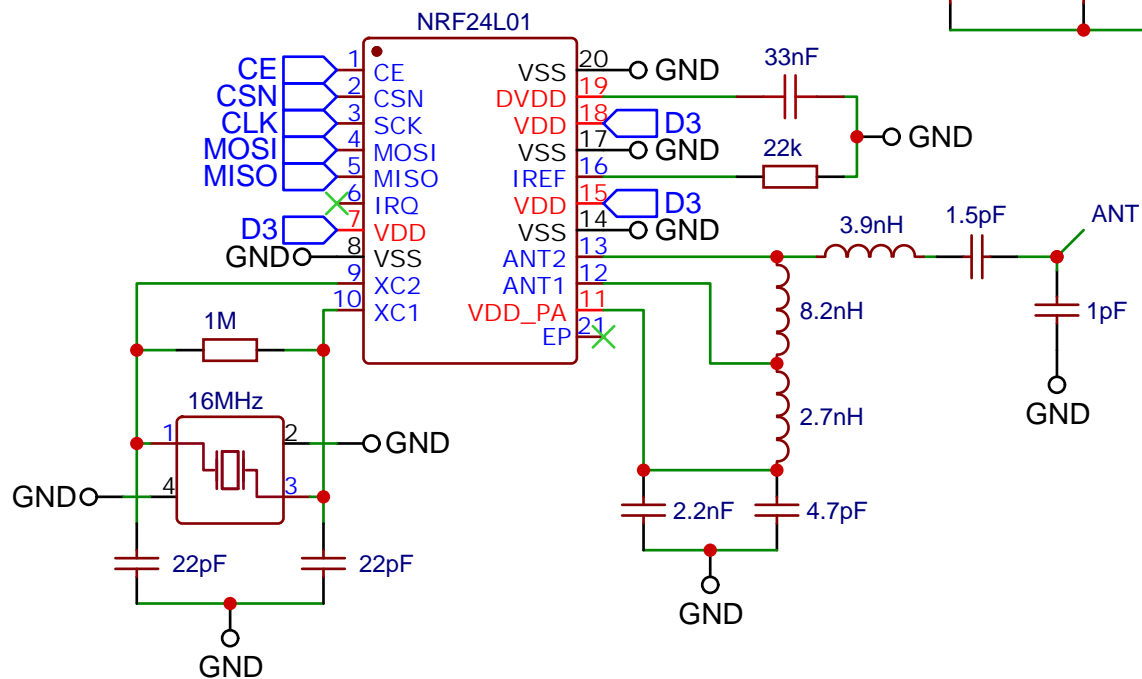 NRF24L01
CE 1 CE
CSN 2 CSN
CLK 3 SCK
MOSI 4 MOSI
MISO 5 MISO
6 IRQ
D3 7 VDD
GND 8 VSS
9 XC2
10 XC1
VSS 20 GND
DVDD 19
VDD 18 D3
VSS 17 GND
IREF 16
VDD 15 D3
VSS 14 GND
ANT2 13
ANT1 12
VDD_PA 11
EP 21
33nF
GND
22k
3.9nH
1.5pF
ANT
8.2nH
1pF
GND
2.7nH
2.2nF
4.7pF
GND
1M
16MHz
1
2 GND
GND 4
3
22pF
22pF
GND